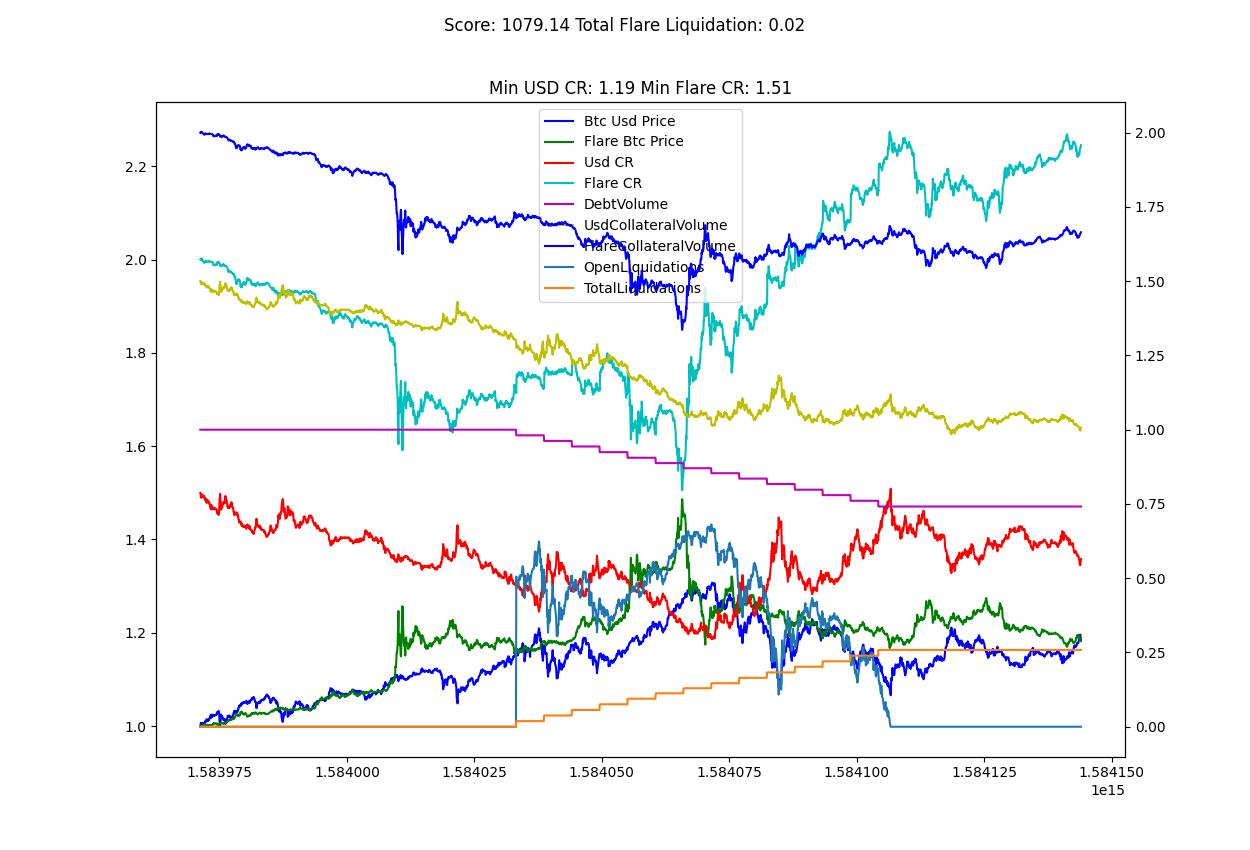 Score: 1079.14 Total Flare Liquidation: 0.02
Min USD CR: 1.19 Min Flare CR: 1.51
Btc Usd Price
Flare Btc Price
Usd CR
Flare CR
DebtVolume
UsdCollateralVolume
FlareCollateralVolume
OpenLiquidations
TotalLiquidations
2.2
2.0
1.8
1.6
1.4
1.2
1.0
2.00
1.75
1.50
1.25
1.00
0.75
0.50
0.25
0.00
1.583975 1.584000 1.584025 1.584050 1.584075 1.584100 1.584125 1.584150
1e15